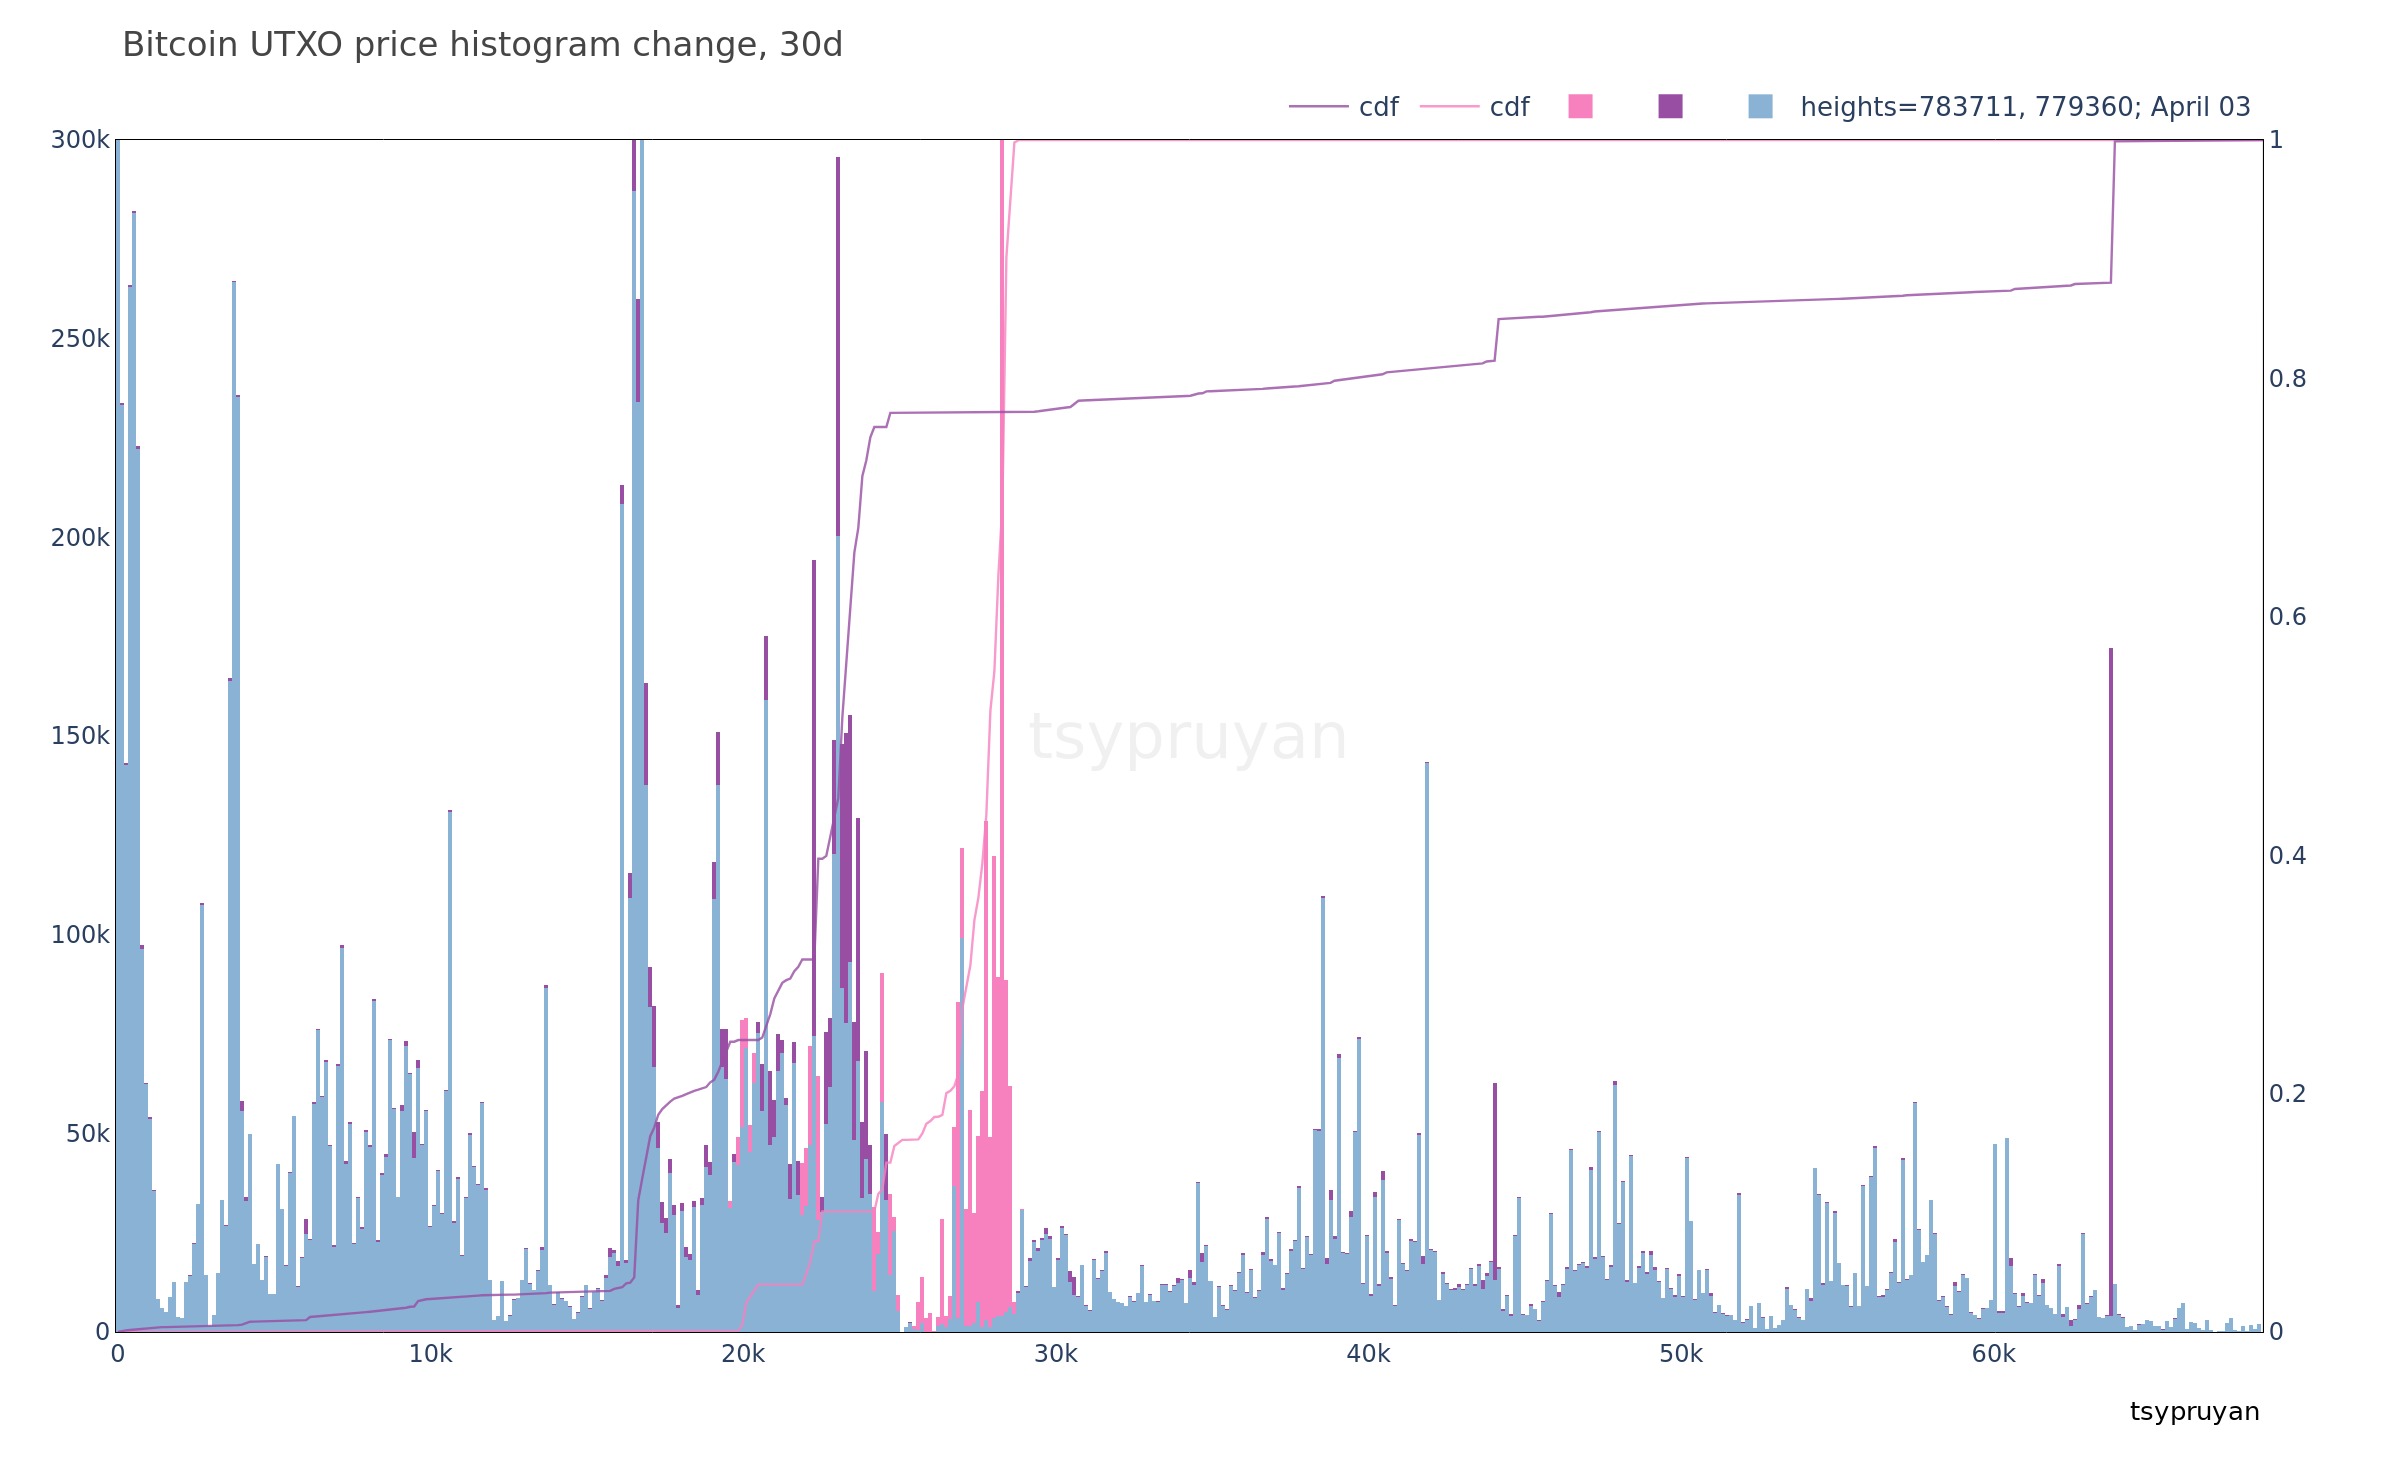 Bitcoin UTXO price histogram change, 30d
cdf cdf heights=783711, 779360; April 03
300k
250k
200k
150k
100k
50k
0
1
0.8
0.6
0.4
0.2
0
tsypruyan
0 10k 20k 30k 40k 50k 60k
tsypruyan